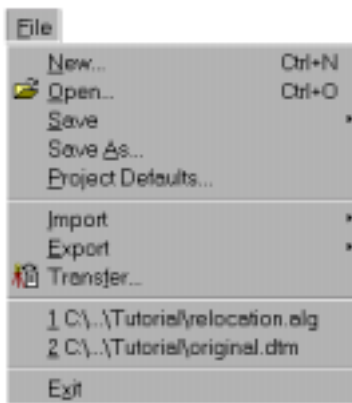 File
New... Ctrl+N
Open... Ctrl+O
Save
Save As...
Project Defaults...
Import
Export
Transfer...
1 C:\...\Tutorial\relocation.alg
2 C:\...\Tutorial\original.dtm
Exit